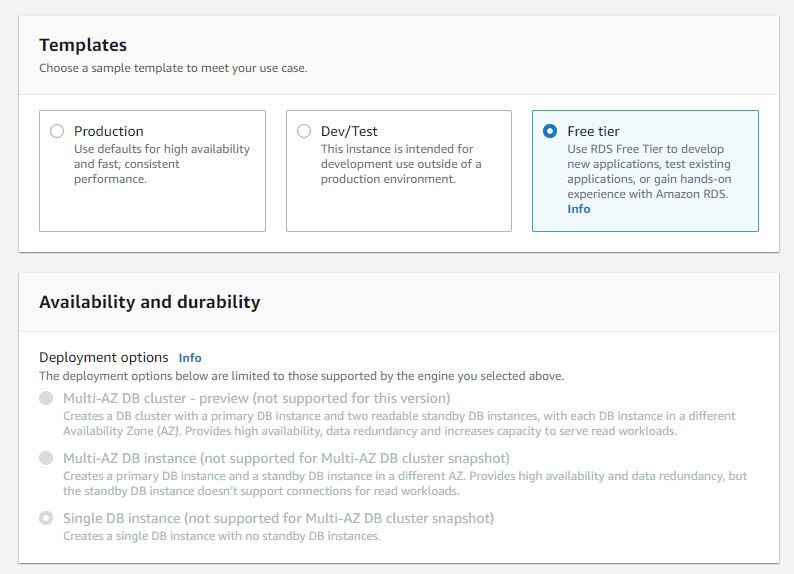 Templates
Choose a sample template to meet your use case.
Production
Use defaults for high availability
and fast, consistent
performance.
Dev/Test
This instance is intended for
development use outside of a
production environment.
Free tier
Use RDS Free Tier to develop
new applications, test existing
applications, or gain hands-on
experience with Amazon RDS.
Info
Availability and durability
Deployment options Info
The deployment options below are limited to those supported by the engine you selected above.
Multi-AZ DB cluster - preview (not supported for this version)
Creates a DB cluster with a primary DB instance and two readable standby DB instances, with each DB instance in a different
Availability Zone (AZ). Provides high availability, data redundancy and increases capacity to serve read workloads.
Multi-AZ DB instance (not supported for Multi-AZ DB cluster snapshot)
Creates a primary DB instance and a standby DB instance in a different AZ. Provides high availability and data redundancy, but
the standby DB instance doesn't support connections for read workloads.
Single DB instance (not supported for Multi-AZ DB cluster snapshot)
Creates a single DB instance with no standby DB instances.